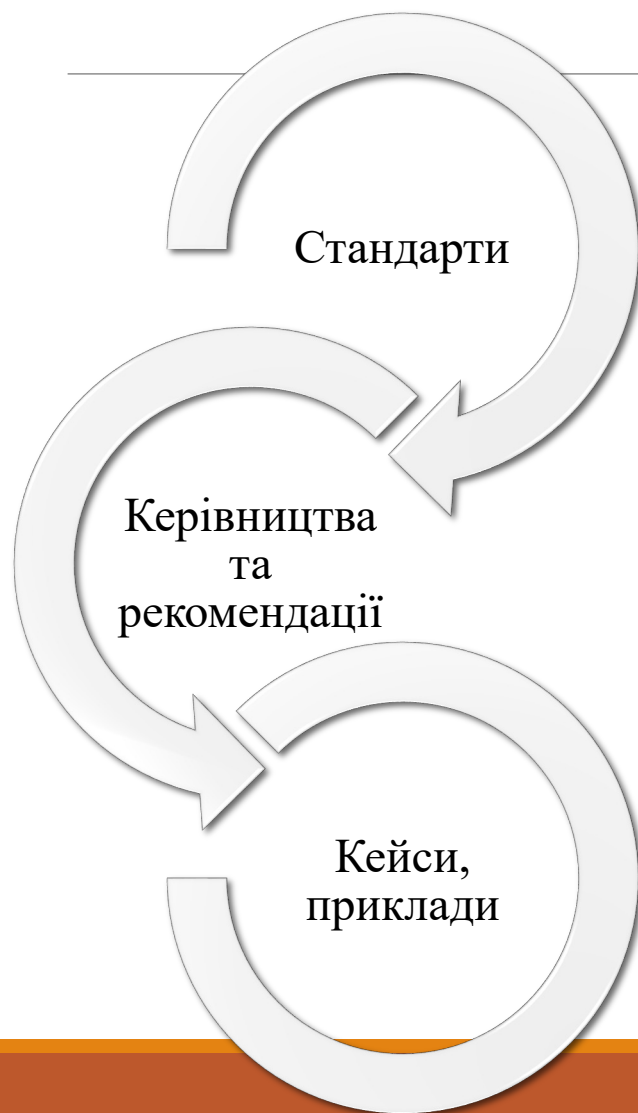 Стандарти
Керівництва
та
рекомендації
Кейси,
приклади